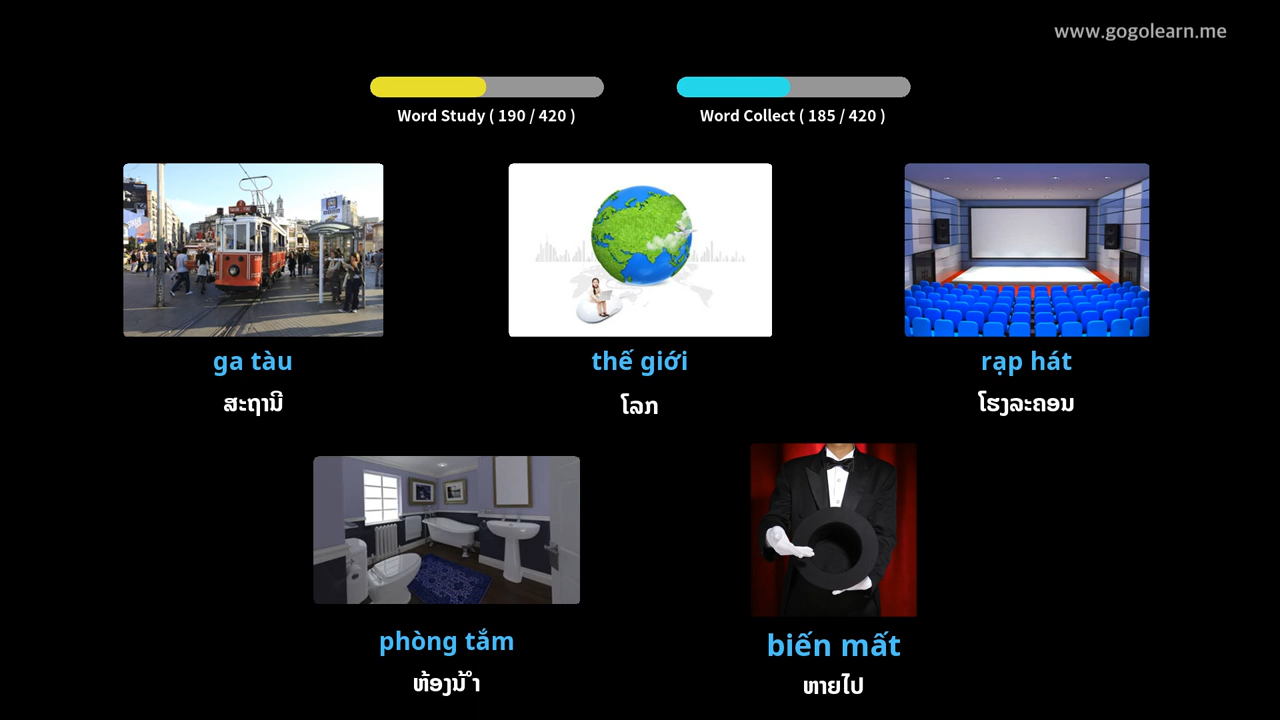 www.gogolearn.me
Word Study ( 190 / 420 )
Word Collect ( 185 / 420 )
ga tàu
thế giới
rạp hát
ສະຖານີ
ໂລກ
ໂຮງລະຄອນ
phòng tắm
biến mất
ຫ້ອງນ້ໍາ
ຫາຍໄປ